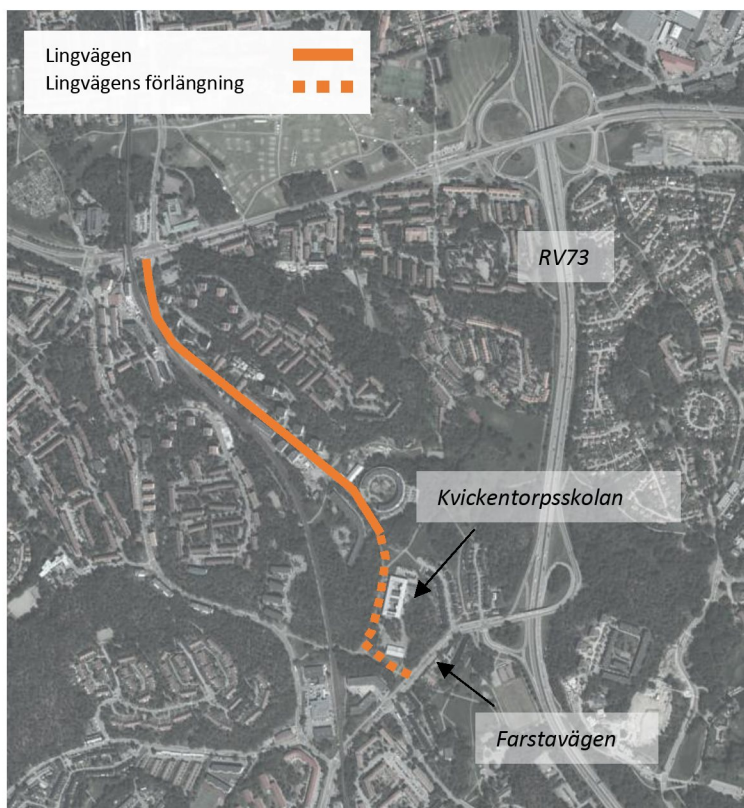 Lingvägen
Lingvägens förlängning
RV73
Kvickentorpsskolan
Farstavägen